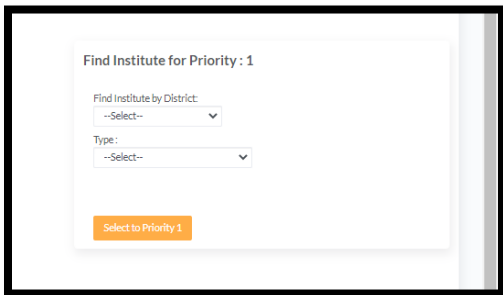 Find Institute for Priority : 1
Find Institute by District:
--Select--
Type :
--Select--
Select to Priority 1